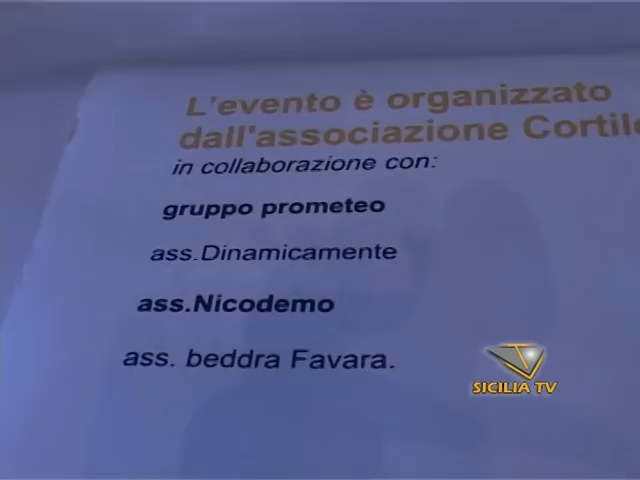 L'evento è organizzato
dall'associazione Cortile
in collaborazione con:
gruppo prometeo
ass.Dinamicamente
ass.Nicodemo
ass. beddra Favara.
SICILIA TV